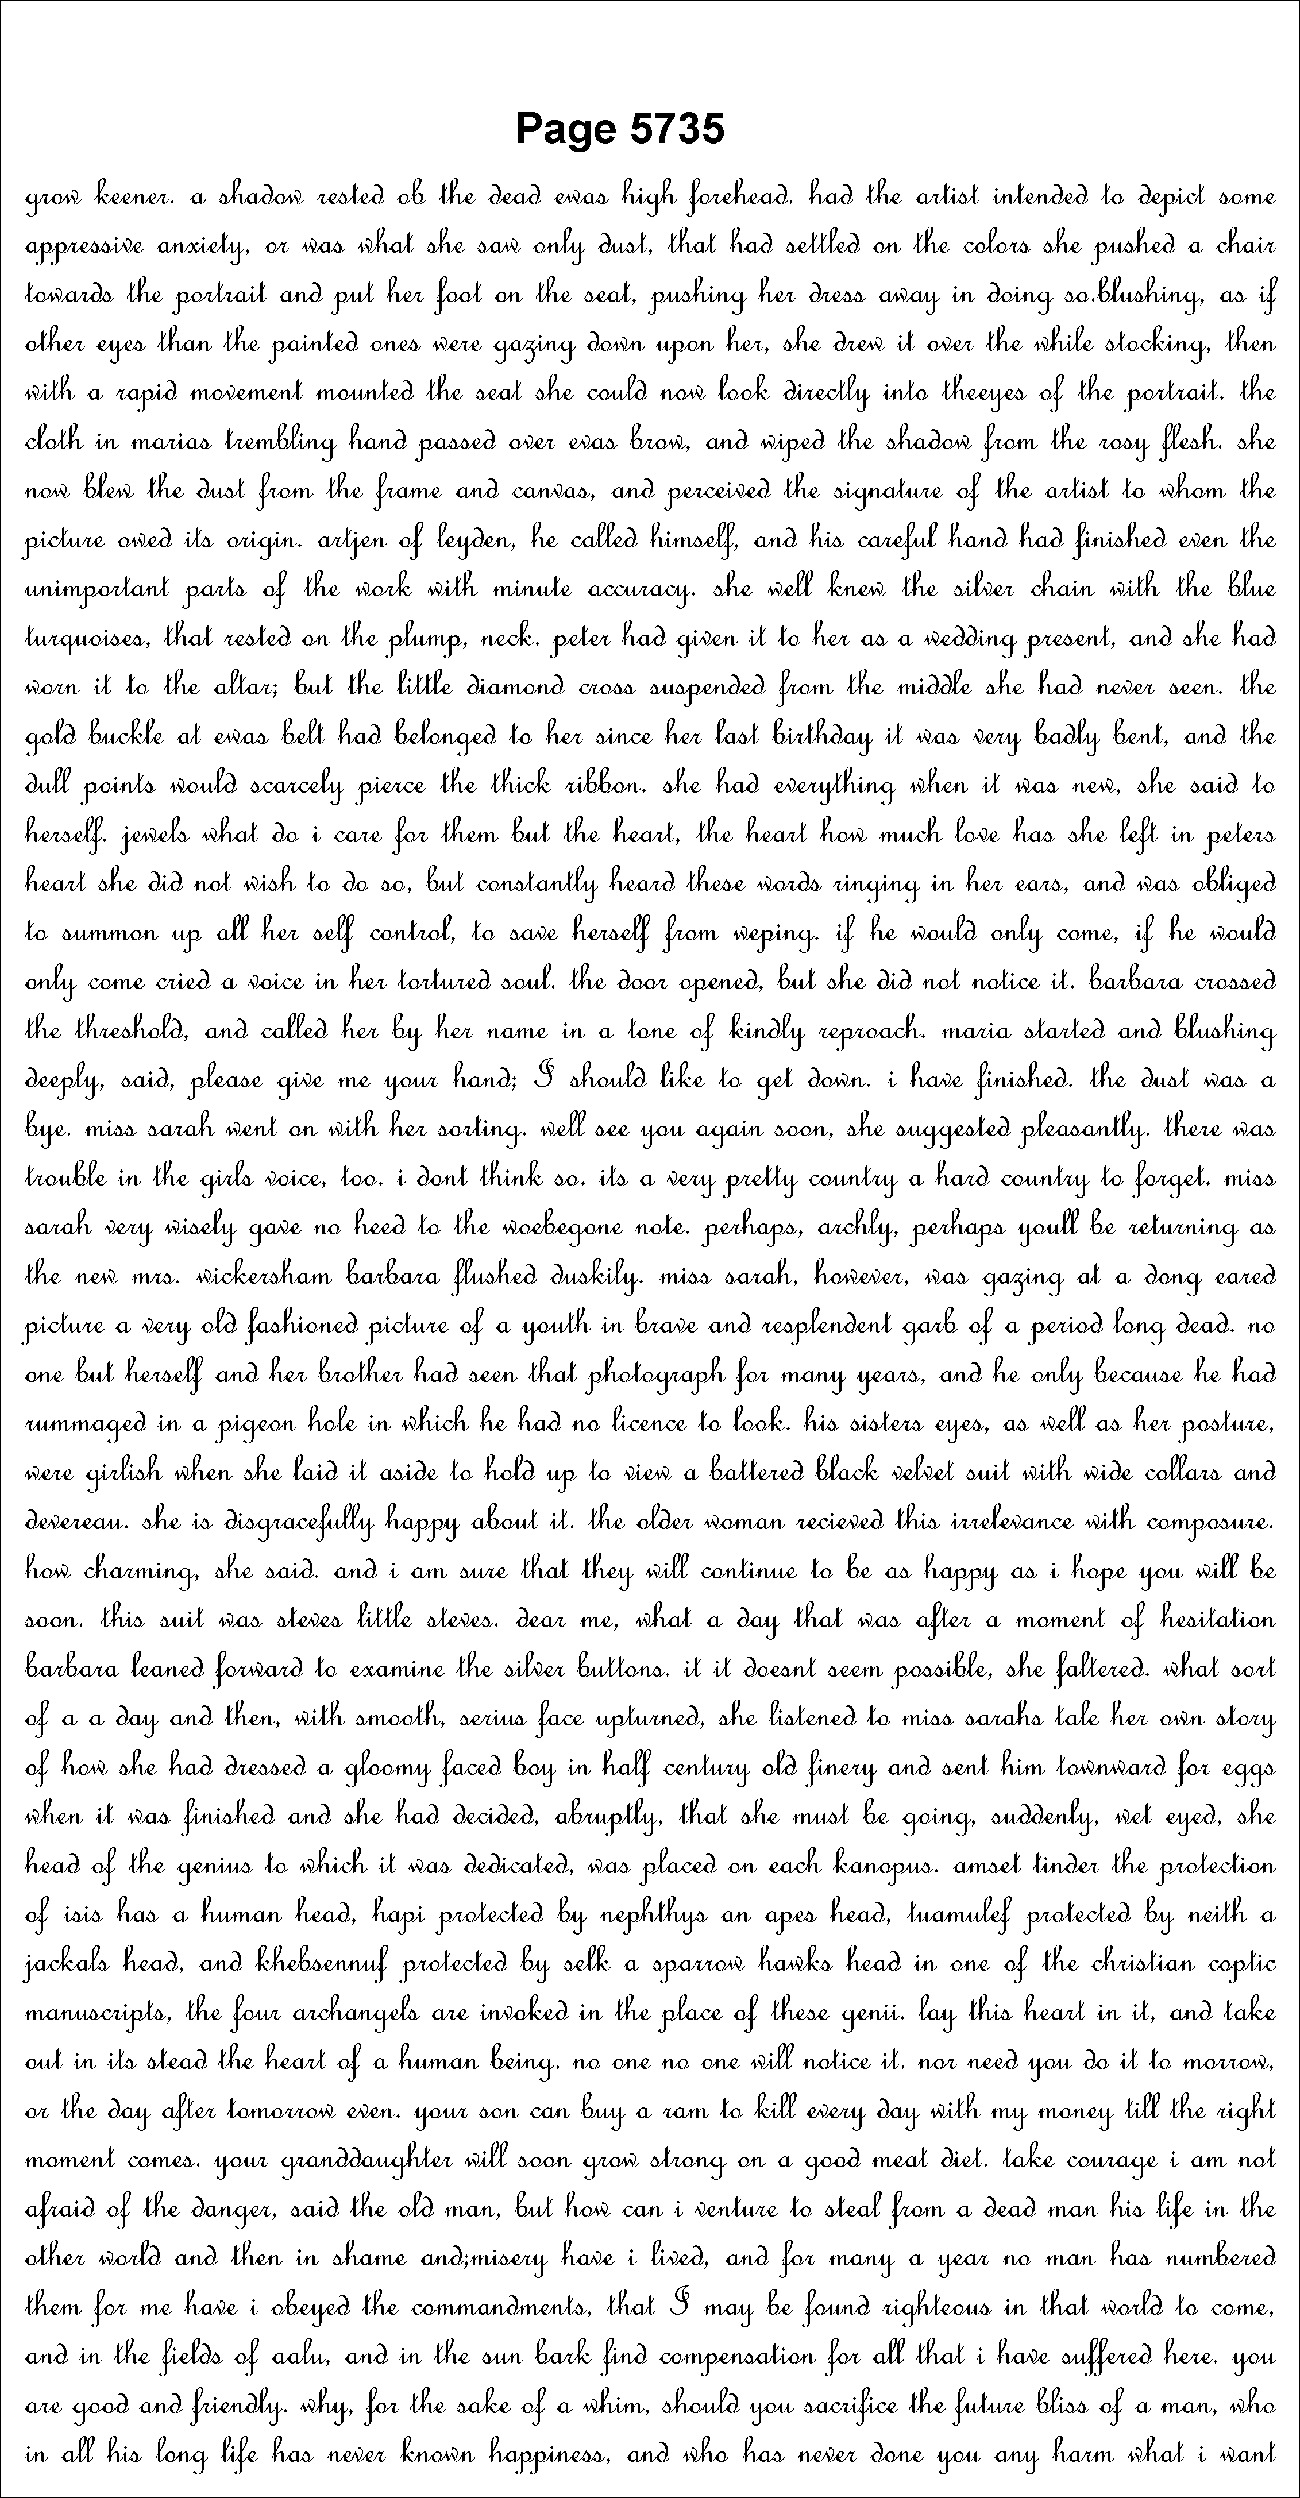 Page 5735
grow keener. a shadow rested ob the dead ewas high forehead. had the artist intended to depict some
appressive anxiety, or was what she saw only dust, that had settled on the colors she pushed a chair
towards the portrait and put her foot on the seat, pushing her dress away in doing so.blushing, as if
other eyes than the painted ones were gazing down upon her, she drew it over the while stocking, then
with a rapid movement mounted the seat she could now look directly into theeyes of the portrait. the
cloth in marias trembling hand passed over evas brow, and wiped the shadow from the rosy flesh. she
now blew the dust from the frame and canvas, and perceived the signature of the artist to whom the
picture owed its origin. artjen of leyden, he called himself, and his careful hand had finished even the
unimportant parts of the work with minute accuracy. she well knew the silver chain with the blue
turquoises, that rested on the plump, neck. peter had given it to her as a wedding present, and she had
worn it to the altar; but the little diamond cross suspended from the middle she had never seen. the
gold buckle at ewas belt had belonged to her since her last birthday it was very badly bent, and the
dull points would scarcely pierce the thick ribbon. she had everything when it was new, she said to
herself. jewels what do i care for them but the heart, the heart how much love has she left in peters
heart she did not wish to do so, but constantly heard these words ringing in her ears, and was obliged
to summon up all her self control, to save herself from weping. if he would only come, if he would
only come cried a voice in her tortured soul. the door opened, but she did not notice it. barbara crossed
the threshold, and called her by her name in a tone of kindly reproach. maria started and blushing
deeply, said, please give me your hand; I should like to get down. i have finished. the dust was a
bye. miss sarah went on with her sorting. well see you again soon, she suggested pleasantly. there was
trouble in the girls voice, too. i dont think so. its a very pretty country a hard country to forget. miss
sarah very wisely gave no heed to the woebegone note. perhaps, archly, perhaps youll be returning as
the new mrs. wickersham barbara flushed duskily. miss sarah, however, was gazing at a dong eared
picture a very old fashioned picture of a youth in brave and resplendent garb of a period long dead. no
one but herself and her brother had seen that photograph for many years, and he only because he had
rummaged in a pigeon hole in which he had no licence to look. his sisters eyes, as well as her posture,
were girlish when she laid it aside to hold up to view a battered black velvet suit with wide collars and
devereau. she is disgracefully happy about it. the older woman recieved this irrelevance with composure.
how charming, she said. and i am sure that they will continue to be as happy as i hope you will be
soon. this suit was steves little steves. dear me, what a day that was after a moment of hesitation
barbara leaned forward to examine the silver buttons. it it doesnt seem possible, she faltered. what sort
of a a day and then, with smooth, serius face upturned, she listened to miss sarahs tale her own story
of how she had dressed a gloomy faced boy in half century old finery and sent him townward for eggs
when it was finished and she had decided, abruptly, that she must be going, suddenly, wet eyed, she
head of the genius to which it was dedicated, was placed on each kanopus. amset tinder the protection
of isis has a human head, hapi protected by nephthys an apes head, tuamulef protected by neith a
jackals head, and khebsennuf protected by selk a sparrow hawks head in one of the christian coptic
manuscripts, the four archangels are invoked in the place of these genii. lay this heart in it, and take
out in its stead the heart of a human being. no one no one will notice it. nor need you do it to morrow,
or the day after tomorrow even. your son can buy a ram to kill every day with my money till the right
moment comes. your granddaughter will soon grow strong on a good meat diet. take courage i am not
afraid of the danger, said the old man, but how can i venture to steal from a dead man his life in the
other world and then in shame and;misery have i lived, and for many a year no man has numbered
them for me have i obeyed the commandments, that I may be found righteous in that world to come,
and in the fields of aalu, and in the sun bark find compensation for all that i have suffered here. you
are good and friendly. why, for the sake of a whim, should you sacrifice the future bliss of a man, who
in all his long life has never known happiness, and who has never done you any harm what i want